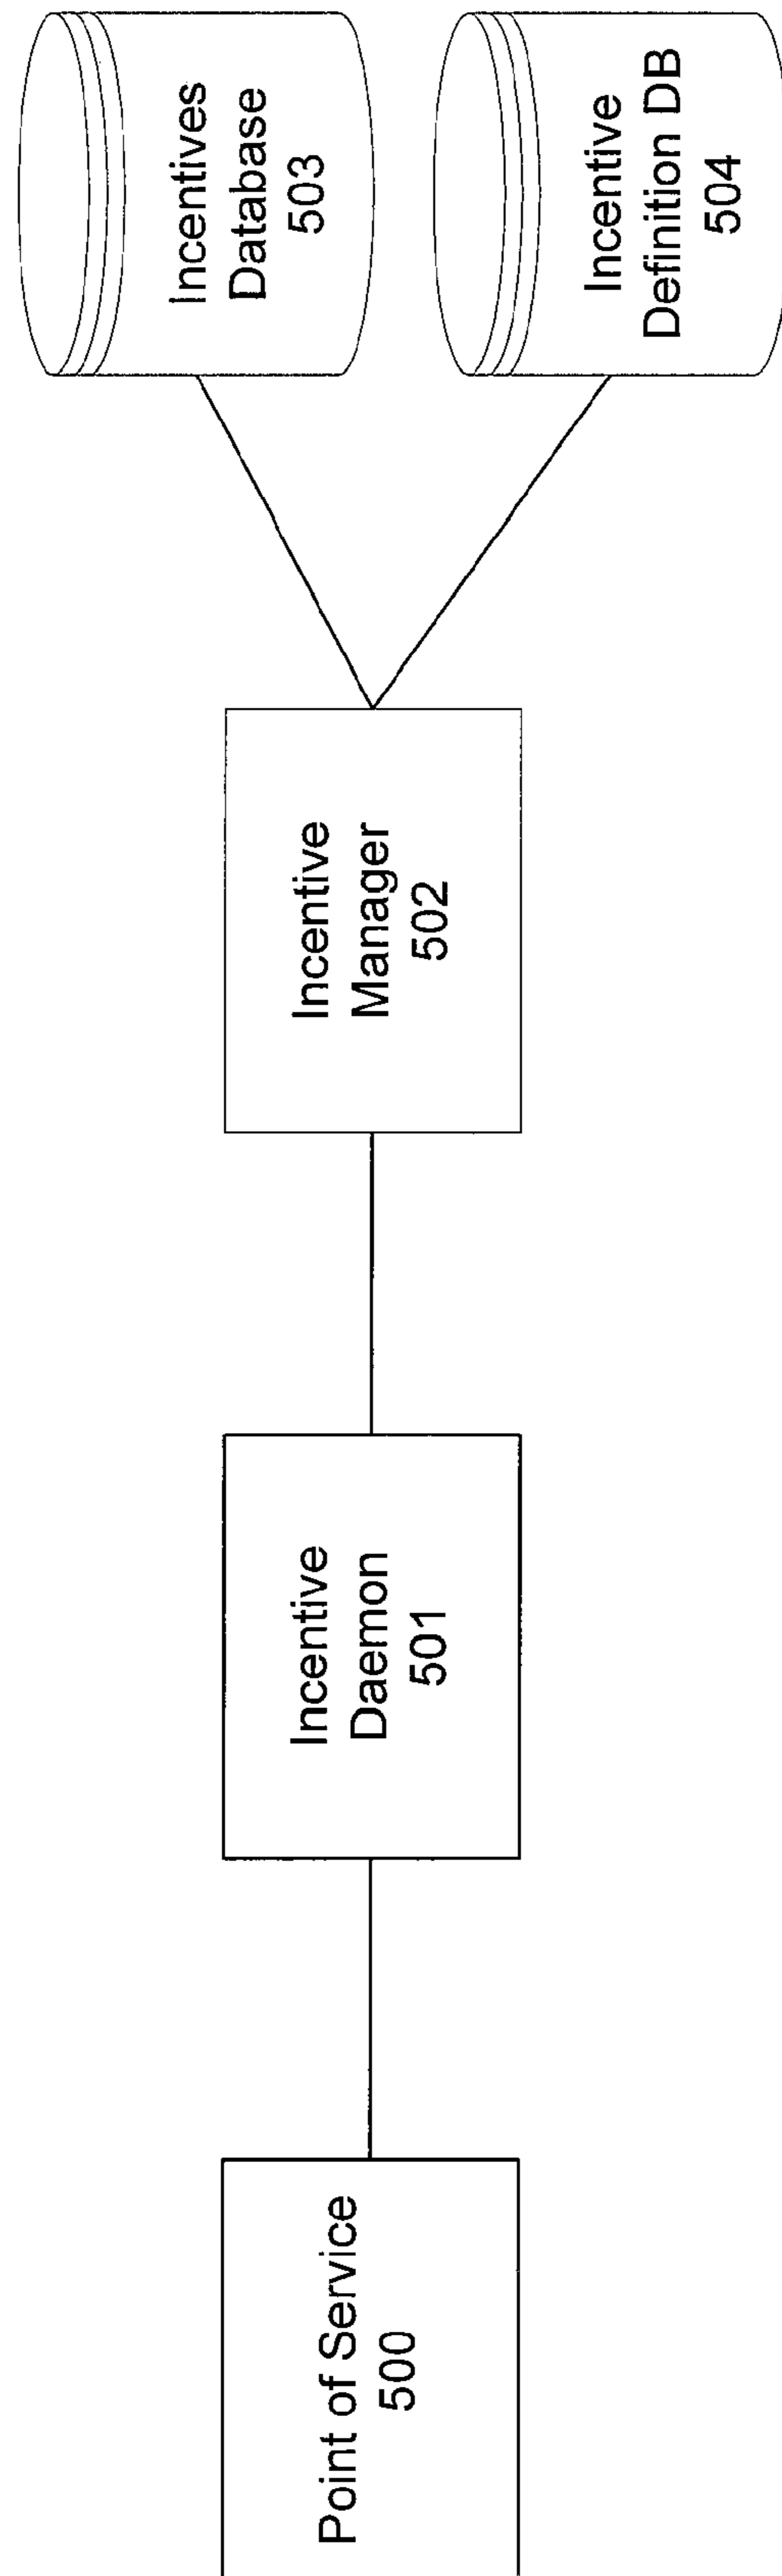 Point of Service
500
Incentive
Daemon
501
Incentive
Manager
502
Incentives
Database
503
Incentive
Definition DB
504